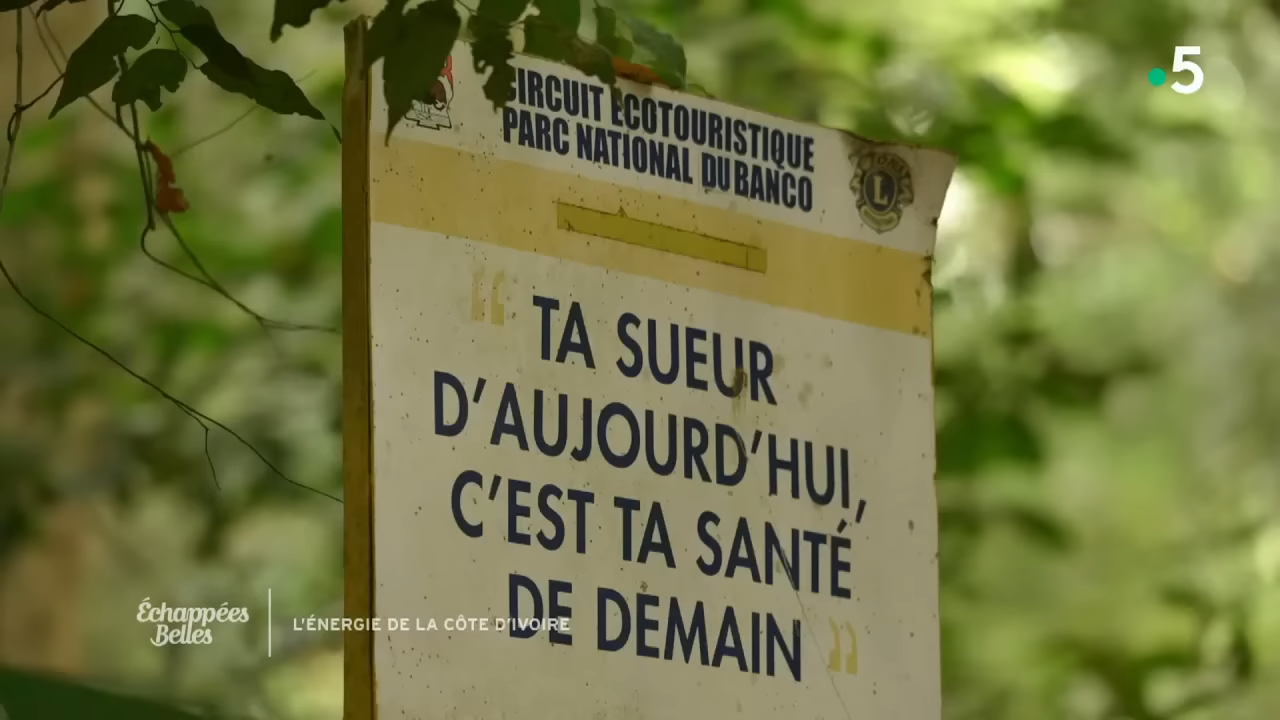 5
CIRCUIT ÉCOTOURISTIQUE
PARC NATIONAL DU BANCO
L
“ TA SUEUR
D’AUJOURD’HUI,
C’EST TA SANTÉ
DE DEMAIN ”
Échappées
Belles
L'ÉNERGIE DE LA CÔTE D'IVOIRE